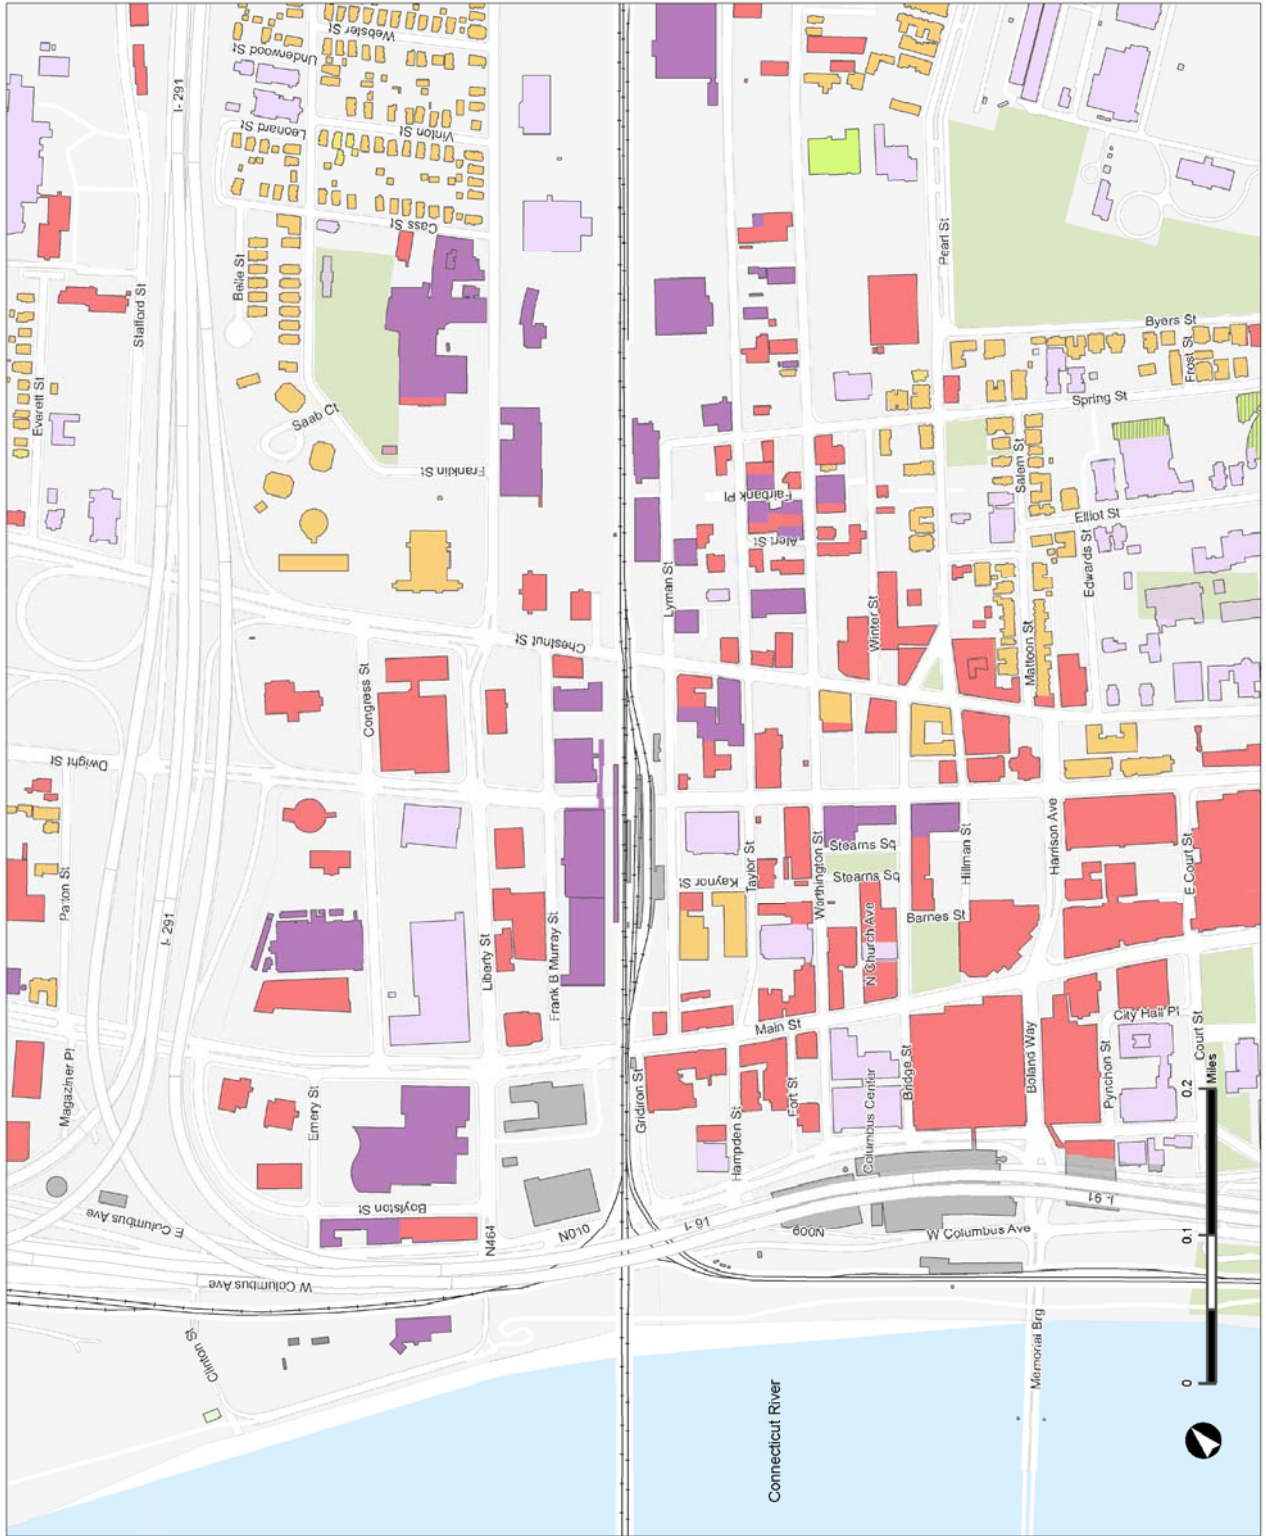 Webster St
Underwood St
I- 291
Leonard St
Vinton St
Cass St
Pearl St
Belle St
Stafford St
Byers St
Frost St
Everett St
Spring St
Saab Ct
Salem St
Franklin St
Fairbank Pl
Elliot St
Alert St
Edwards St
Lyman St
Winter St
Chestnut St
Mattoon St
Congress St
Dwight St
Harrison Ave
Stearns Sq
Hillman St
E Court St
Taylor St
Worthington St
Stearns Sq
Kaynor St
Patton St
Barnes St
I- 291
N Church Ave
Liberty St
Frank B Murray St
Main St
City Hall Pl
Court St
Boland Way
Pynchon St
Bridge St
Magaziner Pl
Gridiron St
Fort St
Emery St
Columbus Center
Hampden St
Miles
0.2
I- 91
Boylston St
E Columbus Ave
I-91
N464
N010
N009
W Columbus Ave
0.1
W Columbus Ave
Clinton St
Memorial Brg
0
Connecticut River